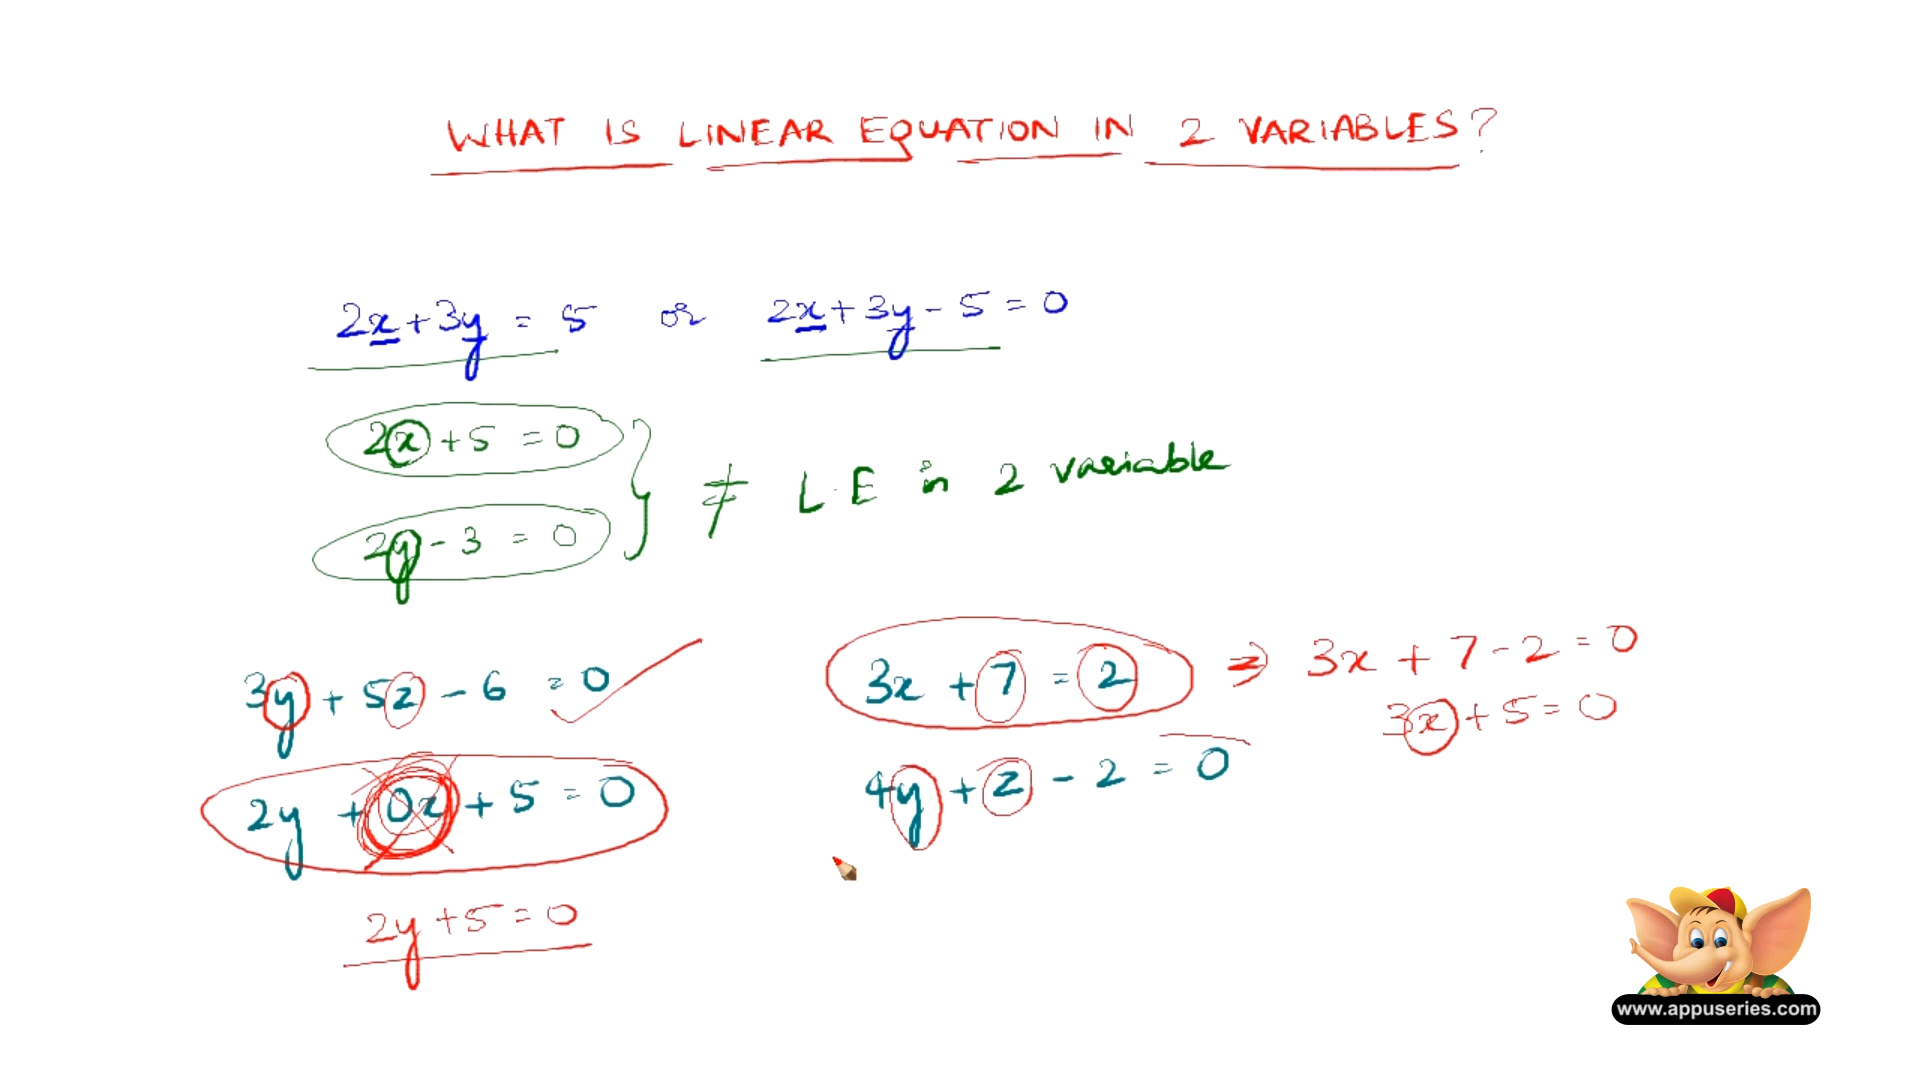 WHAT IS LINEAR EQUATION IN 2 VARIABLES?
2x+3y = 5 or 2x+3y-5=0
2x+5=0
2y-3=0
≠ L.E in 2 variable
3y+5z-6=0
3x+7=2 ⇒ 3x+7-2=0
3x+5=0
2y+0x+5=0
4y+z-2=0
2y+5=0
www.appuseries.com